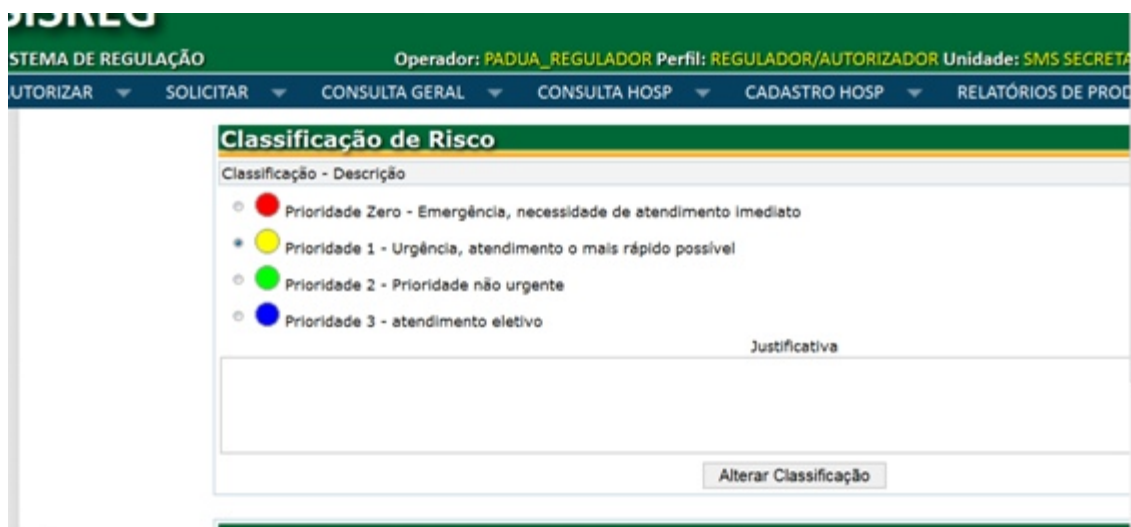 SISREG
STEMA DE REGULAÇÃO Operador: PADUA_REGULADOR Perfil: REGULADOR/AUTORIZADOR Unidade: SMS SECRETA
UTORIZAR SOLICITAR CONSULTA GERAL CONSULTA HOSP CADASTRO HOSP RELATÓRIOS DE PROD
Classificação de Risco
Classificação - Descrição
Prioridade Zero - Emergência, necessidade de atendimento imediato
Prioridade 1 - Urgência, atendimento o mais rápido possível
Prioridade 2 - Prioridade não urgente
Prioridade 3 - atendimento eletivo
Justificativa
Alterar Classificação